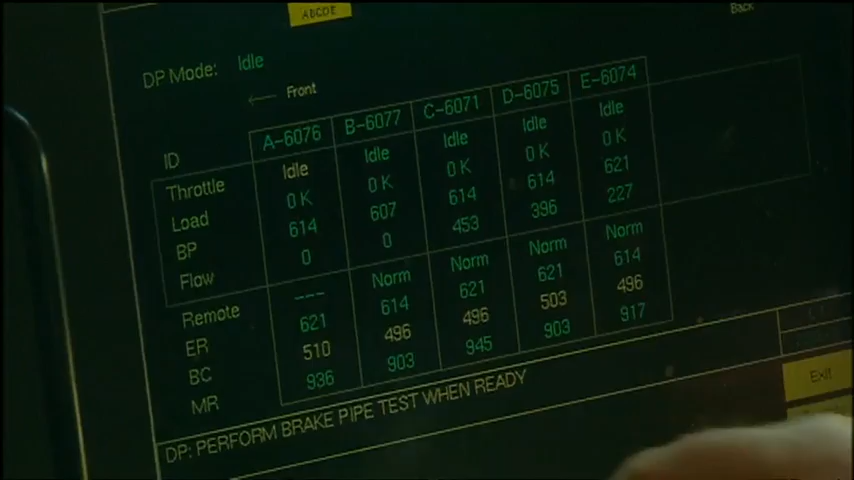 ABCDE
Back
DP Mode: Idle
← Front
ID A-6076 B-6077 C-6071 D-6075 E-6074
Throttle Idle Idle Idle Idle Idle
Load 0 K 0 K 0 K 0 K 0 K
BP 614 607 614 614 621
Flow 0 0 453 396 227
Remote --- Norm Norm Norm Norm
ER 621 614 621 621 614
BC 510 496 496 503 496
MR 936 903 945 903 917
DP: PERFORM BRAKE PIPE TEST WHEN READY
Exit